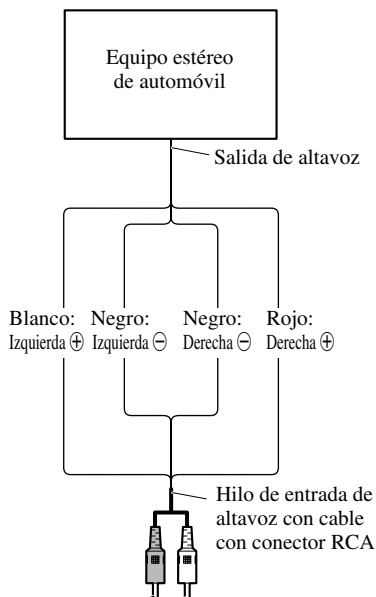 Equipo estéreo
de automóvil
Salida de altavoz
Blanco: Negro: Negro: Rojo:
Izquierda ⊕ Izquierda ⊖ Derecha ⊖ Derecha ⊕
Hilo de entrada de
altavoz con cable
con conector RCA